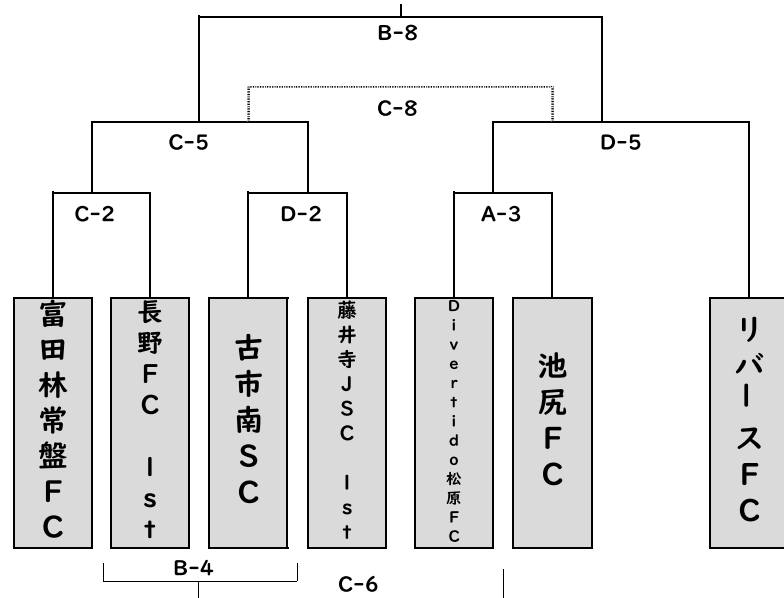 B-8
C-8
C-5
D-5
C-2
D-2
A-3
富田林常盤FC
長野FC 1st
古市南SC
藤井寺JSC 1st
Divertido松原FC
池尻FC
リバースFC
B-4
C-6